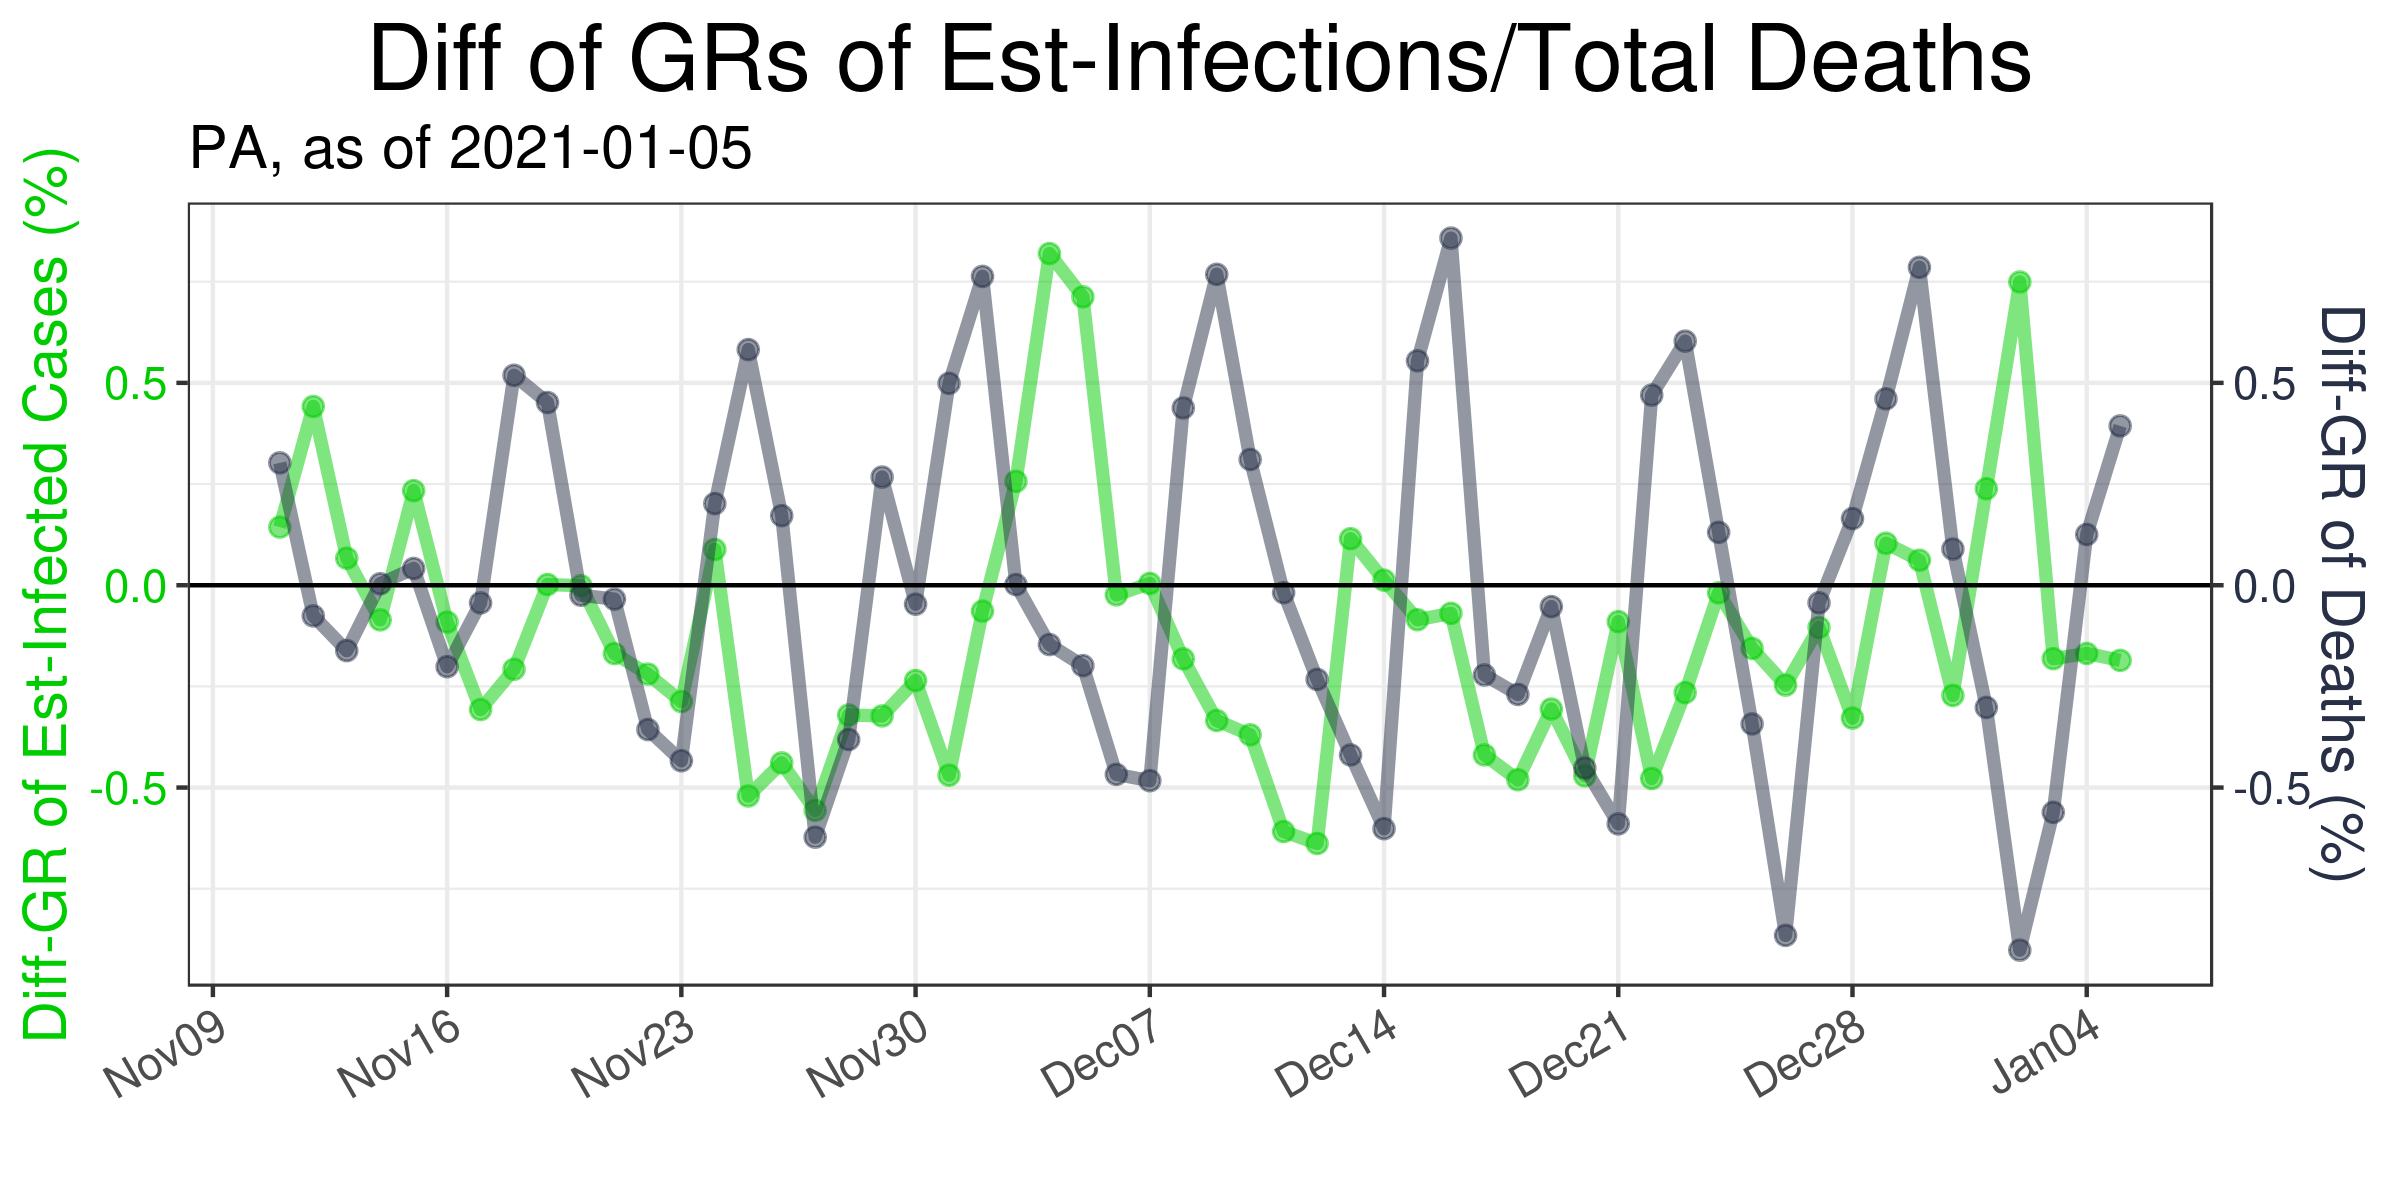 Diff of GRs of Est-Infections/Total Deaths
PA, as of 2021-01-05
Diff-GR of Est-Infected Cases (%)
0.5
0.0
-0.5
0.5
0.0
-0.5
Diff-GR of Deaths (%)
Nov09
Nov16
Nov23
Nov30
Dec07
Dec14
Dec21
Dec28
Jan04